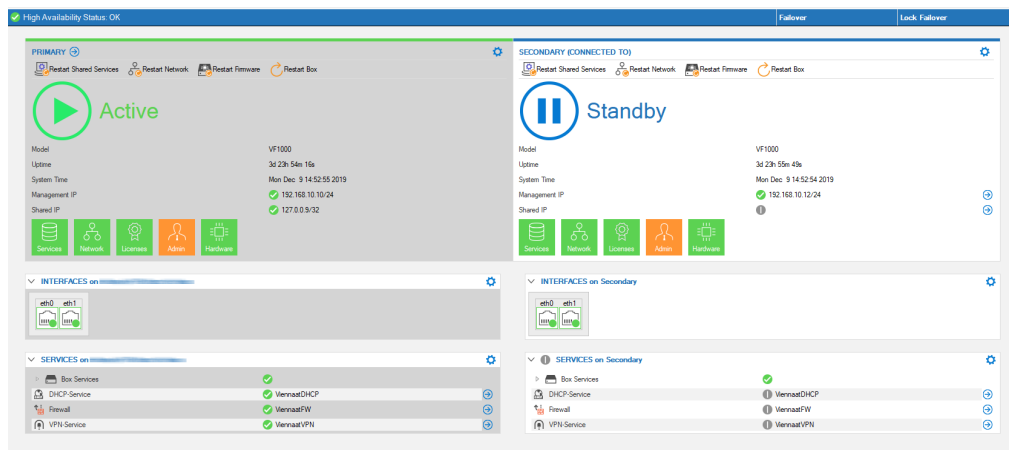 High Availability Status: OK Failover Lock Failover
PRIMARY
Restart Shared Services Restart Network Restart Firmware Restart Box
Active
Model VF1000
Uptime 3d 23h 54m 16s
System Time Mon Dec 9 14:52:55 2019
Management IP 192.168.10.10/24
Shared IP 127.0.0.9/32
Services Network Licenses Admin Hardware
SECONDARY (CONNECTED TO)
Restart Shared Services Restart Network Restart Firmware Restart Box
Standby
Model VF1000
Uptime 3d 23h 55m 49s
System Time Mon Dec 9 14:52:54 2019
Management IP 192.168.10.12/24
Shared IP
Services Network Licenses Admin Hardware
INTERFACES on
eth0 eth1
INTERFACES on Secondary
eth0 eth1
SERVICES on
Box Services
DHCP-Service ViennaatDHCP
Firewall ViennaatFW
VPN-Service ViennaatVPN
SERVICES on Secondary
Box Services
DHCP-Service ViennaatDHCP
Firewall ViennaatFW
VPN-Service ViennaatVPN